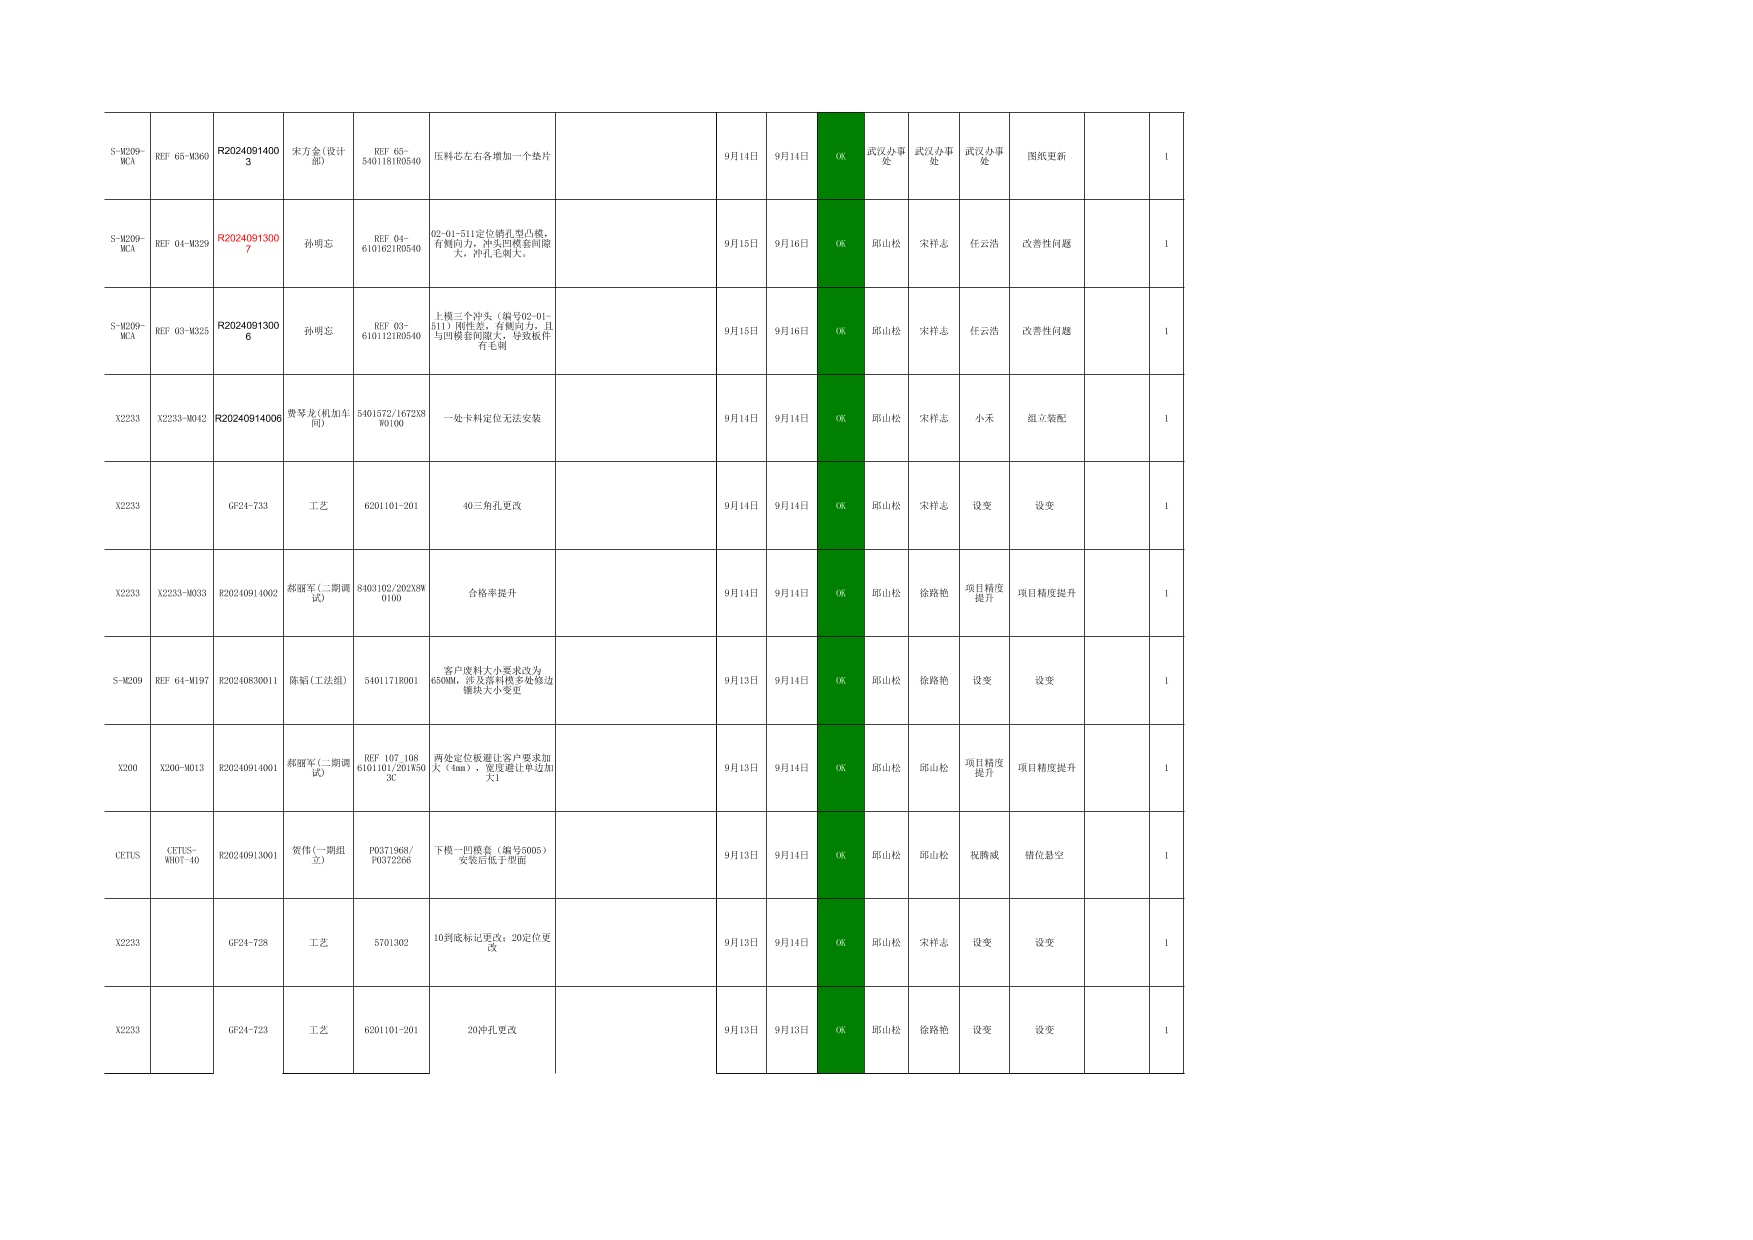 S-M209-
MCA
REF 65-M360
R2024091400
3
宋方金(设计
部)
REF 65-
5401181R0540
压料芯左右各增加一个垫片
9月14日
9月14日
OK
武汉办事
处
武汉办事
处
武汉办事
处
图纸更新
1
S-M209-
MCA
REF 04-M329
R2024091300
7
孙明忘
REF 04-
6101621R0540
02-01-511定位销孔型凸模,
有侧向力, 冲头凹模套间隙
大, 冲孔毛刺大。
9月15日
9月16日
OK
邱山松
宋祥志
任云浩
改善性问题
1
S-M209-
MCA
REF 03-M325
R2024091300
6
孙明忘
REF 03-
6101121R0540
上模三个冲头（编号02-01-
511）刚性差, 有侧向力, 且
与凹模套间隙大, 导致板件
有毛刺
9月15日
9月16日
OK
邱山松
宋祥志
任云浩
改善性问题
1
X2233
X2233-M042
R20240914006
费琴龙(机加车
间)
5401572/1672X8
W0100
一处卡料定位无法安装
9月14日
9月14日
OK
邱山松
宋祥志
小禾
组立装配
1
X2233
GF24-733
工艺
6201101-201
40三角孔更改
9月14日
9月14日
OK
邱山松
宋祥志
设变
设变
1
X2233
X2233-M033
R20240914002
郝丽军(二期调
试)
8403102/202X8W
0100
合格率提升
9月14日
9月14日
OK
邱山松
徐路艳
项目精度
提升
项目精度提升
1
S-M209
REF 64-M197
R20240830011
陈韬(工法组)
5401171R001
客户废料大小要求改为
650MM, 涉及落料模多处修边
镶块大小变更
9月13日
9月14日
OK
邱山松
徐路艳
设变
设变
1
X200
X200-M013
R20240914001
郝丽军(二期调
试)
REF 107_108
6101101/201W50
3C
两处定位板避让客户要求加
大（4mm）, 宽度避让单边加
大1
9月13日
9月14日
OK
邱山松
邱山松
项目精度
提升
项目精度提升
1
CETUS
CETUS-
WHOT-40
R20240913001
贺伟(一期组
立)
P0371968/
P0372266
下模一凹模套（编号5005）
安装后低于型面
9月13日
9月14日
OK
邱山松
邱山松
祝腾威
错位悬空
1
X2233
GF24-728
工艺
5701302
10到底标记更改; 20定位更
改
9月13日
9月14日
OK
邱山松
宋祥志
设变
设变
1
X2233
GF24-723
工艺
6201101-201
20冲孔更改
9月13日
9月13日
OK
邱山松
徐路艳
设变
设变
1